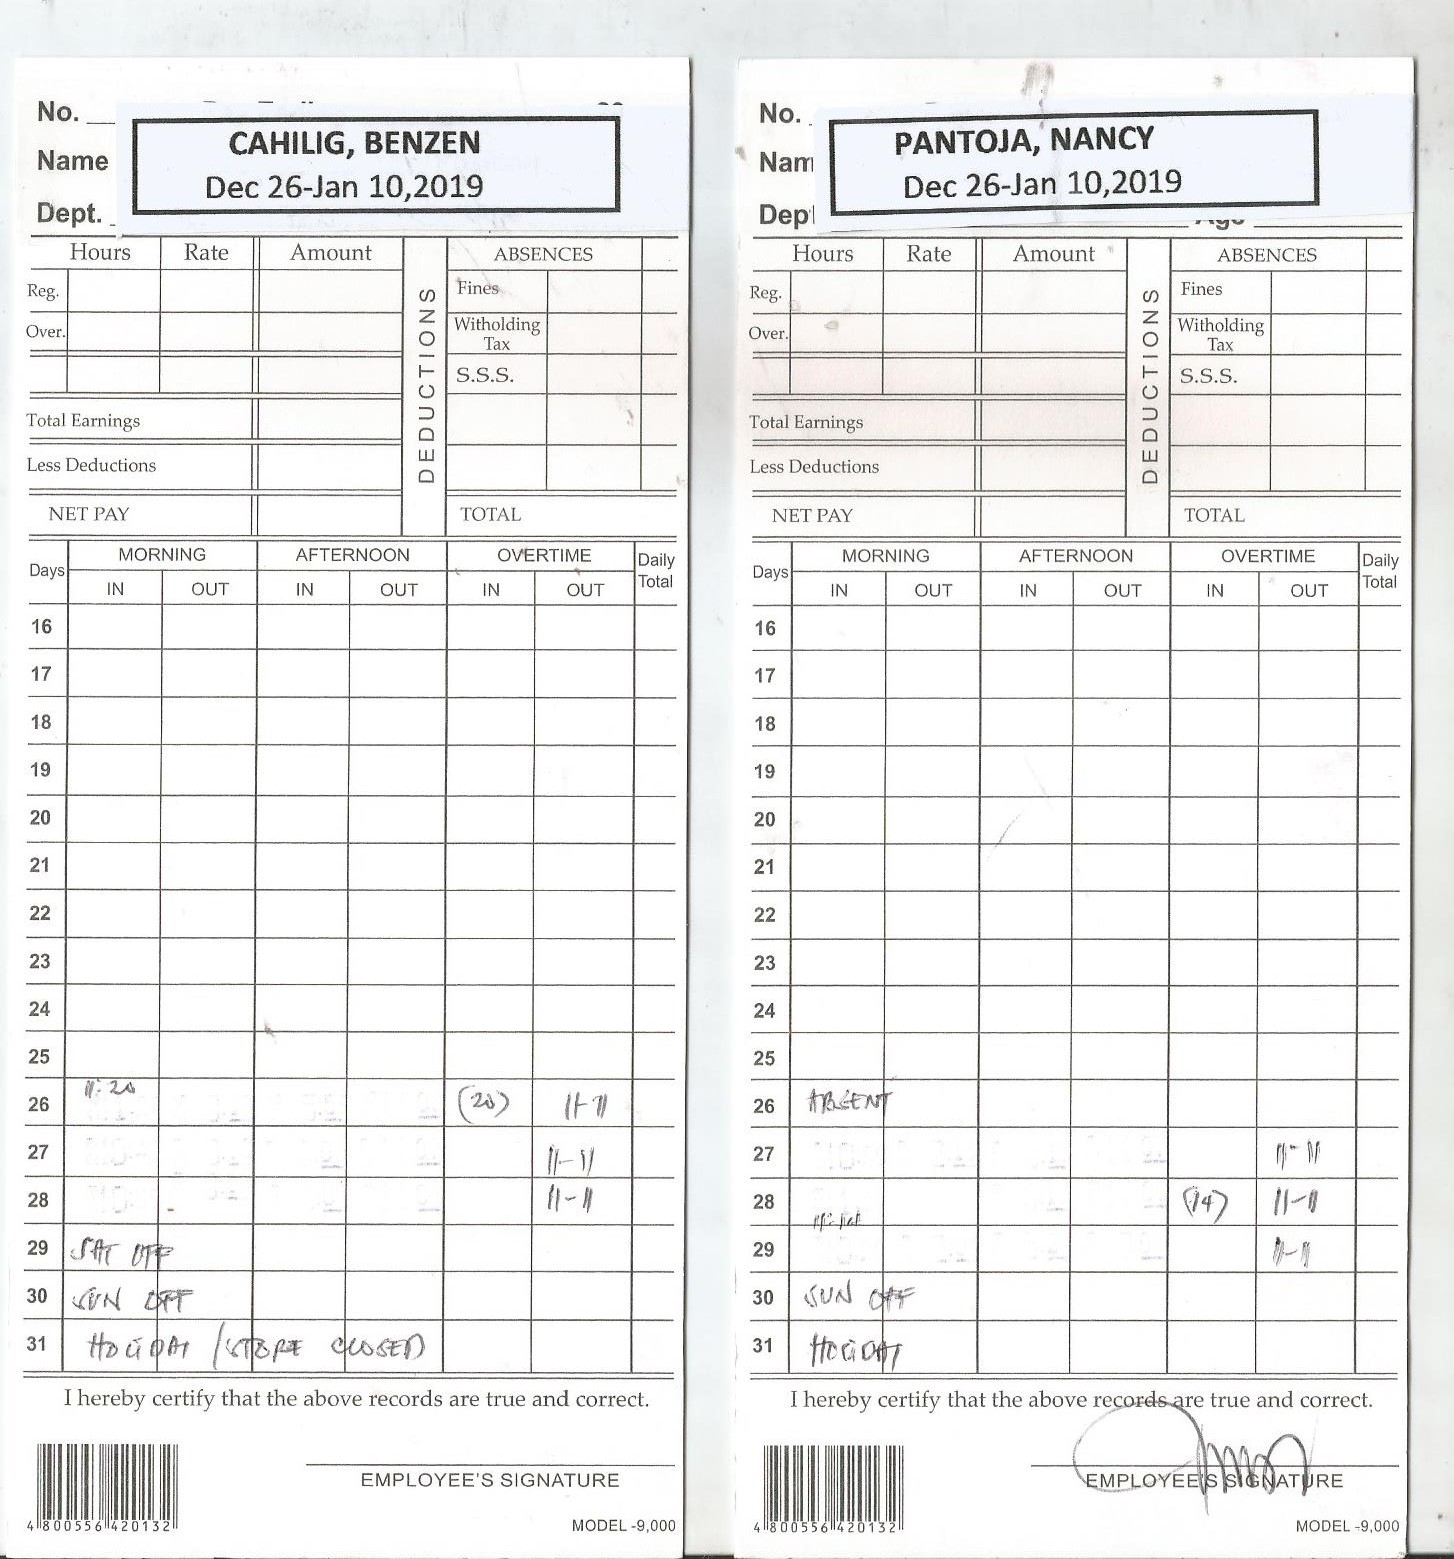 No.
CAHILIG, BENZEN
Name
Dec 26-Jan 10,2019
Dept.
Hours Rate Amount DEDUCTIONS ABSENCES
Reg. Fines
Over. Witholding Tax
S.S.S.
Total Earnings
Less Deductions
NET PAY TOTAL
Days MORNING AFTERNOON OVERTIME Daily Total
IN OUT IN OUT IN OUT
16
17
18
19
20
21
22
23
24
25
26 11:20 (20) 11-11
27 11-11
28 11-11
29 SAT OFF
30 SUN OFF
31 HOLIDAY / STORE CLOSED
I hereby certify that the above records are true and correct.
EMPLOYEE'S SIGNATURE
4 800556 420132
MODEL -9,000
No.
PANTOJA, NANCY
Nam
Dec 26-Jan 10,2019
Dep
Age
Hours Rate Amount DEDUCTIONS ABSENCES
Reg. Fines
Over. Witholding Tax
S.S.S.
Total Earnings
Less Deductions
NET PAY TOTAL
Days MORNING AFTERNOON OVERTIME Daily Total
IN OUT IN OUT IN OUT
16
17
18
19
20
21
22
23
24
25
26 ABSENT
27 11-11
28 (14) 11-11
29 11-11
30 SUN OFF
31 HOLIDAY
I hereby certify that the above records are true and correct.
EMPLOYEE'S SIGNATURE
4 800556 420132
MODEL -9,000